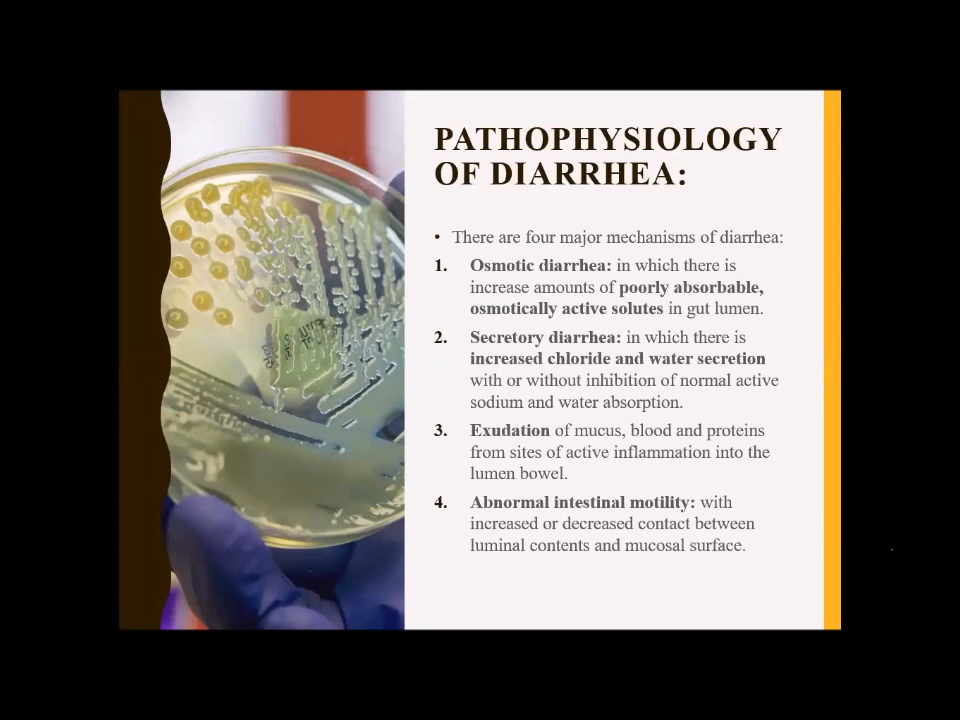 PATHOPHYSIOLOGY
OF DIARRHEA:
• There are four major mechanisms of diarrhea:
1. Osmotic diarrhea: in which there is
increase amounts of poorly absorbable,
osmotically active solutes in gut lumen.
2. Secretory diarrhea: in which there is
increased chloride and water secretion
with or without inhibition of normal active
sodium and water absorption.
3. Exudation of mucus, blood and proteins
from sites of active inflammation into the
lumen bowel.
4. Abnormal intestinal motility: with
increased or decreased contact between
luminal contents and mucosal surface.